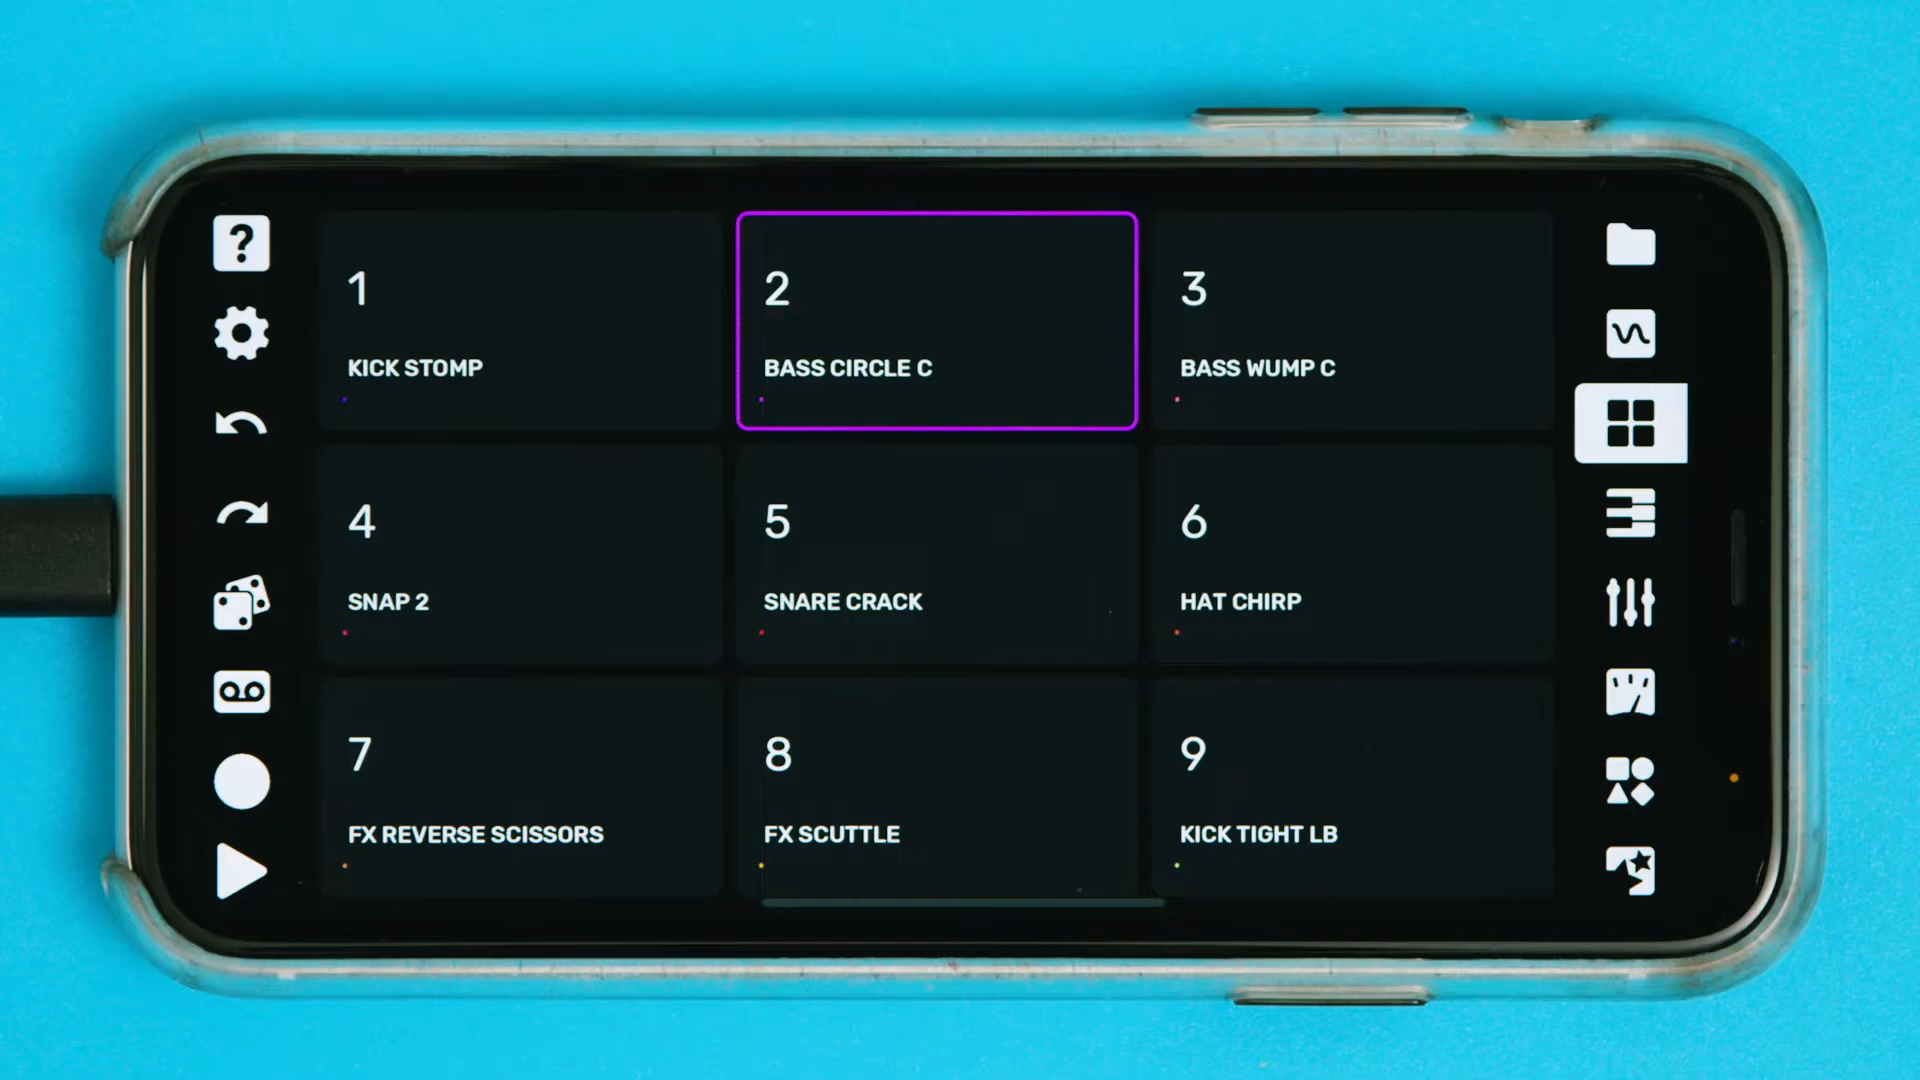 ?
1
KICK STOMP
2
BASS CIRCLE C
3
BASS WUMP C
4
SNAP 2
5
SNARE CRACK
6
HAT CHIRP
7
FX REVERSE SCISSORS
8
FX SCUTTLE
9
KICK TIGHT LB